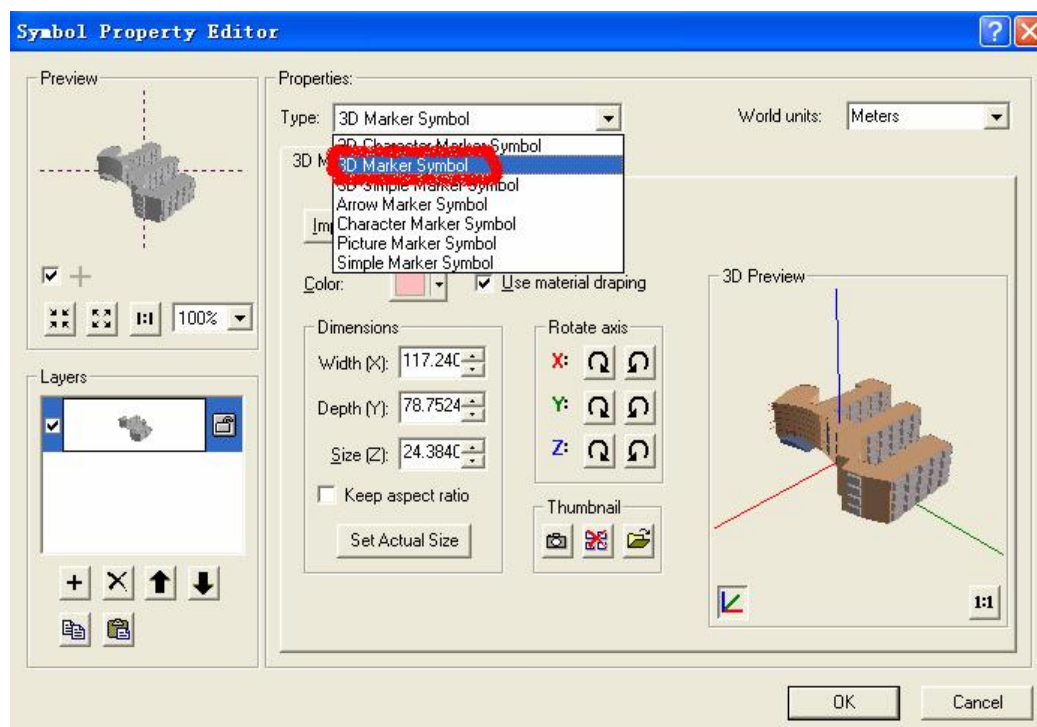 Symbol Property Editor
Preview
100%
Layers
Properties:
Type: 3D Marker Symbol
World units: Meters
3D Character Marker Symbol
3D Marker Symbol
3D Simple Marker Symbol
Arrow Marker Symbol
Character Marker Symbol
Picture Marker Symbol
Simple Marker Symbol
3D M
Im
Color:
Use material draping
Dimensions
Width (X): 117.240
Depth (Y): 78.7524
Size (Z): 24.3840
Keep aspect ratio
Set Actual Size
Rotate axis
X:
Y:
Z:
Thumbnail
3D Preview
1:1
OK
Cancel